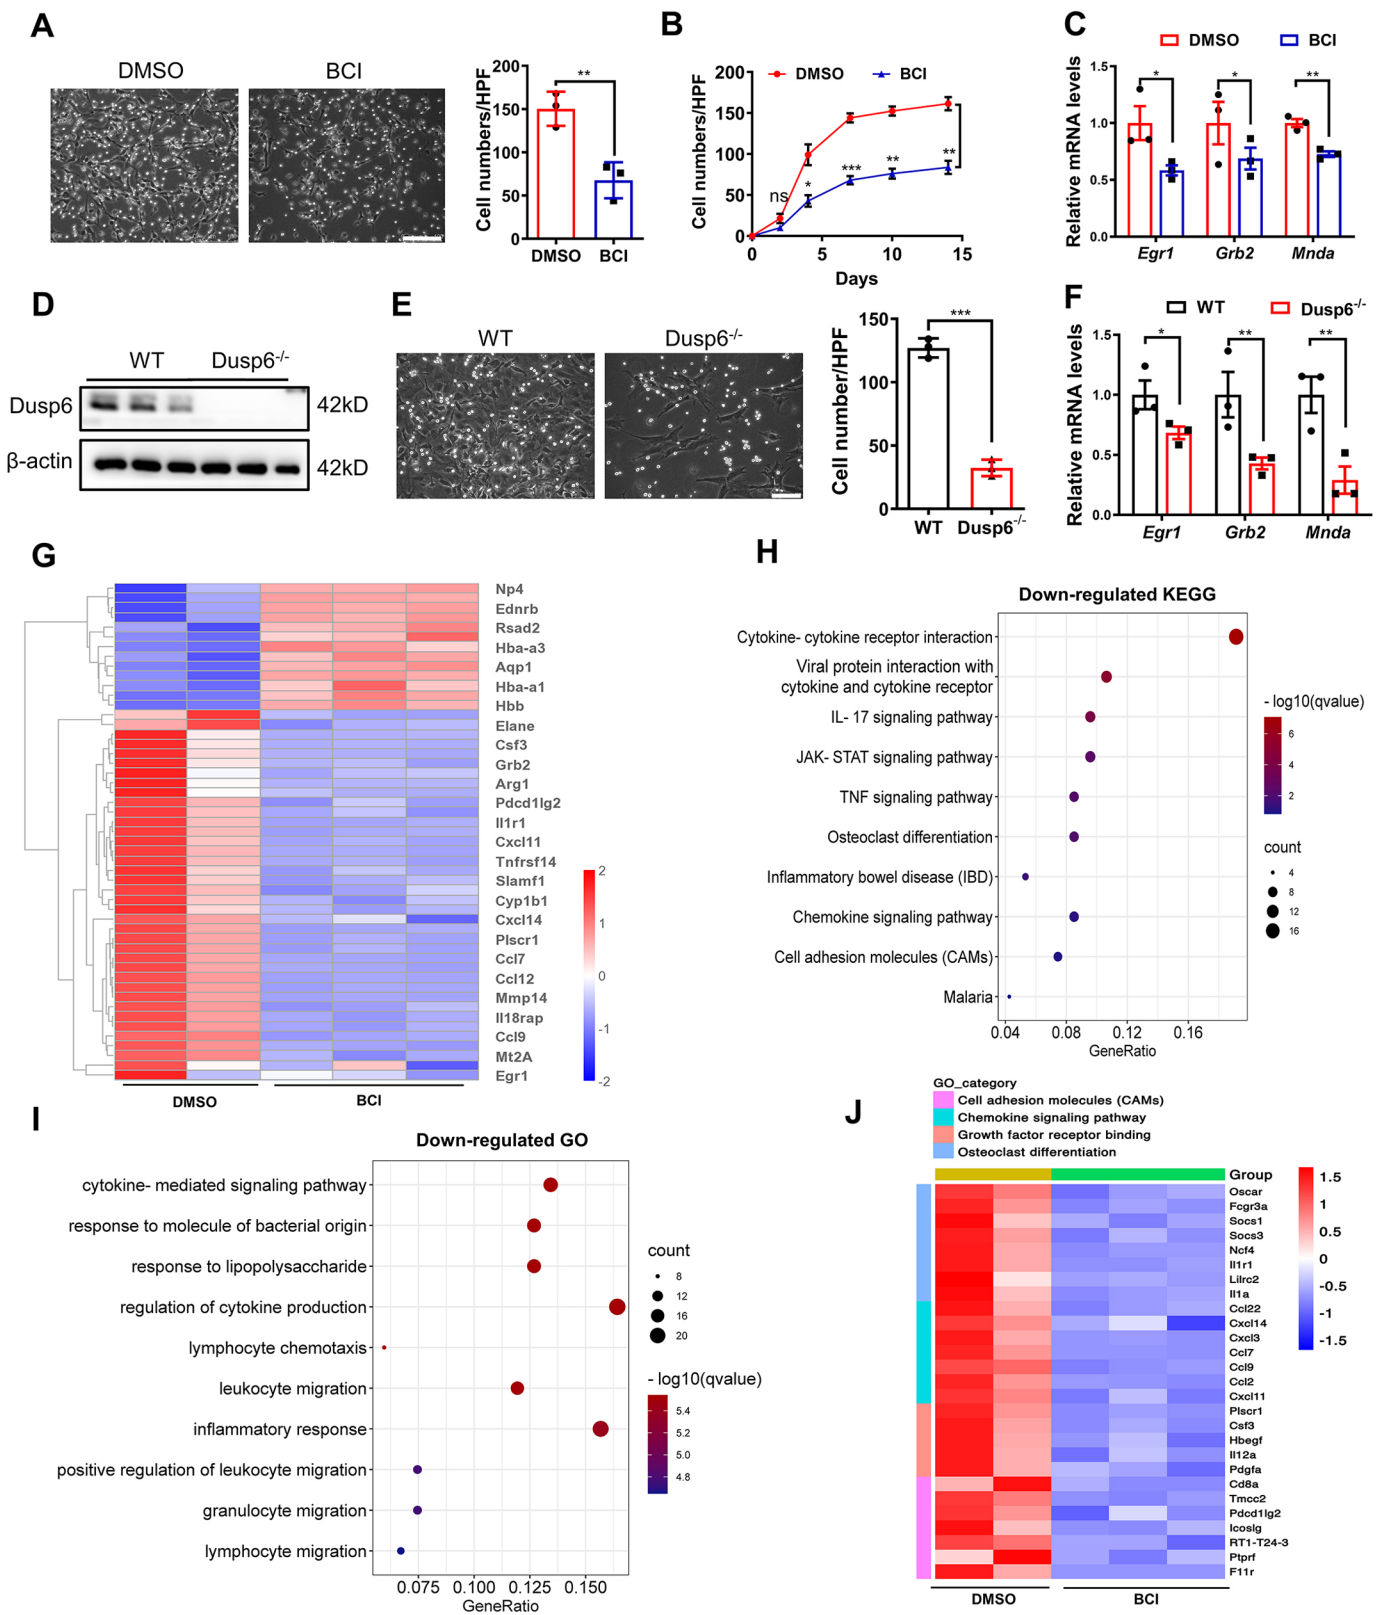 A
DMSO
BCI
Cell numbers/HPF
200
150
100
50
0
**
DMSO
BCI
B
DMSO
BCI
Cell numbers/HPF
200
150
100
50
0
ns
*
***
**
**
0
5
10
15
Days
C
DMSO
BCI
Relative mRNA levels
1.5
1.0
0.5
0.0
*
*
**
Egr1
Grb2
Mnda
D
WT
Dusp6-/-
Dusp6
42kD
β-actin
42kD
E
WT
Dusp6-/-
Cell number/HPF
150
100
50
0
***
WT
Dusp6-/-
F
WT
Dusp6-/-
Relative mRNA levels
1.5
1.0
0.5
0.0
*
**
**
Egr1
Grb2
Mnda
G
Np4
Ednrb
Rsad2
Hba-a3
Aqp1
Hba-a1
Hbb
Elane
Csf3
Grb2
Arg1
Pdcd1lg2
Il1r1
Cxcl11
Tnfrsf14
Slamf1
Cyp1b1
Cxcl14
Plscr1
Ccl7
Ccl12
Mmp14
Il18rap
Ccl9
Mt2A
Egr1
2
1
0
-1
-2
DMSO
BCI
H
Down-regulated KEGG
Cytokine- cytokine receptor interaction
Viral protein interaction with
cytokine and cytokine receptor
IL- 17 signaling pathway
JAK- STAT signaling pathway
TNF signaling pathway
Osteoclast differentiation
Inflammatory bowel disease (IBD)
Chemokine signaling pathway
Cell adhesion molecules (CAMs)
Malaria
0.04
0.08
0.12
0.16
GeneRatio
- log10(qvalue)
6
4
2
count
4
8
12
16
I
Down-regulated GO
cytokine- mediated signaling pathway
response to molecule of bacterial origin
response to lipopolysaccharide
regulation of cytokine production
lymphocyte chemotaxis
leukocyte migration
inflammatory response
positive regulation of leukocyte migration
granulocyte migration
lymphocyte migration
0.075
0.100
0.125
0.150
GeneRatio
count
8
12
16
20
- log10(qvalue)
5.4
5.2
5.0
4.8
J
GO_category
Cell adhesion molecules (CAMs)
Chemokine signaling pathway
Growth factor receptor binding
Osteoclast differentiation
Group
Oscar
Fcgr3a
Socs1
Socs3
Ncf4
Il1r1
Lilrc2
Il1a
Ccl22
Cxcl14
Cxcl3
Ccl7
Ccl9
Ccl2
Cxcl11
Plscr1
Csf3
Hbegf
Il12a
Pdgfa
Cd8a
Tmcc2
Pdcd1lg2
Icoslg
RT1-T24-3
Ptprf
F11r
1.5
1
0.5
0
-0.5
-1
-1.5
DMSO
BCI